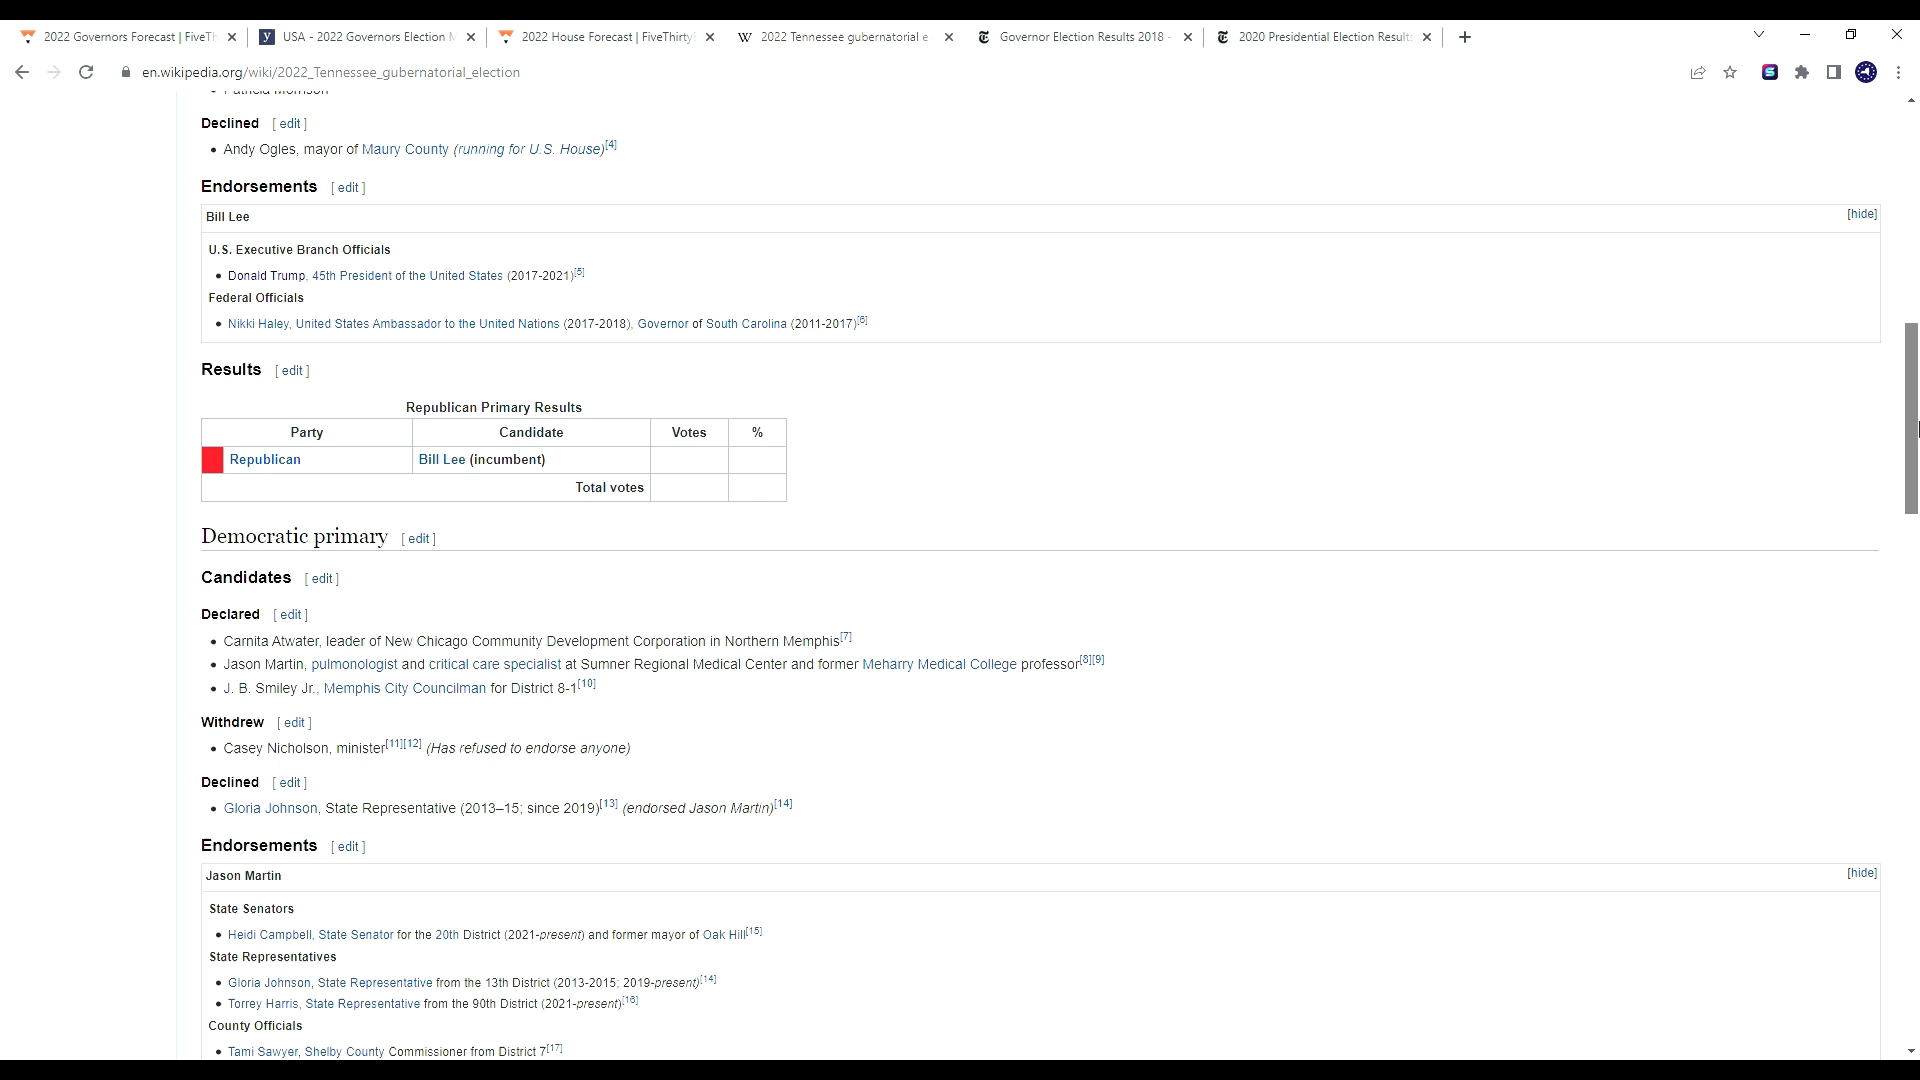 2022 Governors Forecast | FiveTh
USA - 2022 Governors Election M
2022 House Forecast | FiveThirty
2022 Tennessee gubernatorial e
Governor Election Results 2018 -
2020 Presidential Election Results
en.wikipedia.org/wiki/2022_Tennessee_gubernatorial_election
Declined [ edit ]
• Andy Ogles, mayor of Maury County (running for U.S. House)[4]
Endorsements [ edit ]
Bill Lee [hide]
U.S. Executive Branch Officials
• Donald Trump, 45th President of the United States (2017-2021)[5]
Federal Officials
• Nikki Haley, United States Ambassador to the United Nations (2017-2018), Governor of South Carolina (2011-2017)[6]
Results [ edit ]
Republican Primary Results
Party Candidate Votes %
Republican Bill Lee (incumbent)
Total votes
Democratic primary [ edit ]
Candidates [ edit ]
Declared [ edit ]
• Carnita Atwater, leader of New Chicago Community Development Corporation in Northern Memphis[7]
• Jason Martin, pulmonologist and critical care specialist at Sumner Regional Medical Center and former Meharry Medical College professor[8][9]
• J. B. Smiley Jr., Memphis City Councilman for District 8-1[10]
Withdrew [ edit ]
• Casey Nicholson, minister[11][12] (Has refused to endorse anyone)
Declined [ edit ]
• Gloria Johnson, State Representative (2013–15; since 2019)[13] (endorsed Jason Martin)[14]
Endorsements [ edit ]
Jason Martin [hide]
State Senators
• Heidi Campbell, State Senator for the 20th District (2021-present) and former mayor of Oak Hill[15]
State Representatives
• Gloria Johnson, State Representative from the 13th District (2013-2015; 2019-present)[14]
• Torrey Harris, State Representative from the 90th District (2021-present)[16]
County Officials
• Tami Sawyer, Shelby County Commissioner from District 7[17]